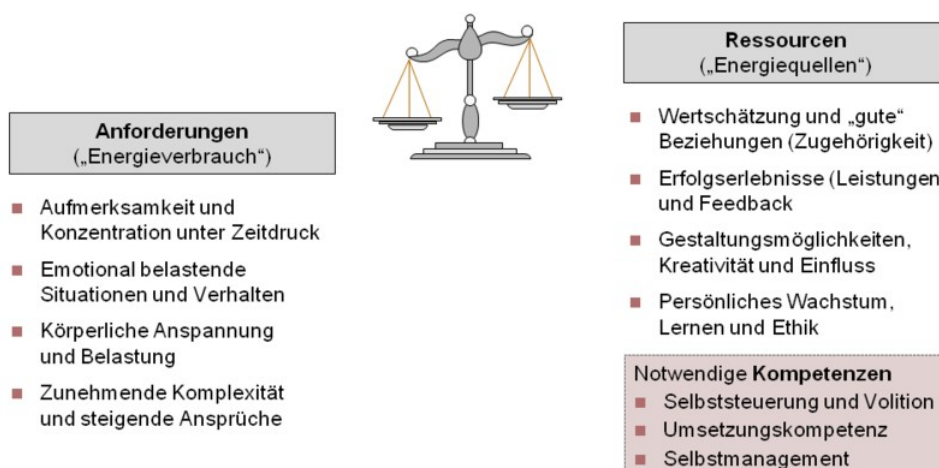 Anforderungen
(„Energieverbrauch“)
Aufmerksamkeit und
Konzentration unter Zeitdruck
Emotional belastende
Situationen und Verhalten
Körperliche Anspannung
und Belastung
Zunehmende Komplexität
und steigende Ansprüche
Ressourcen
(„Energiequellen“)
Wertschätzung und „gute“
Beziehungen (Zugehörigkeit)
Erfolgserlebnisse (Leistungen
und Feedback
Gestaltungsmöglichkeiten,
Kreativität und Einfluss
Persönliches Wachstum,
Lernen und Ethik
Notwendige Kompetenzen
Selbststeuerung und Volition
Umsetzungskompetenz
Selbstmanagement